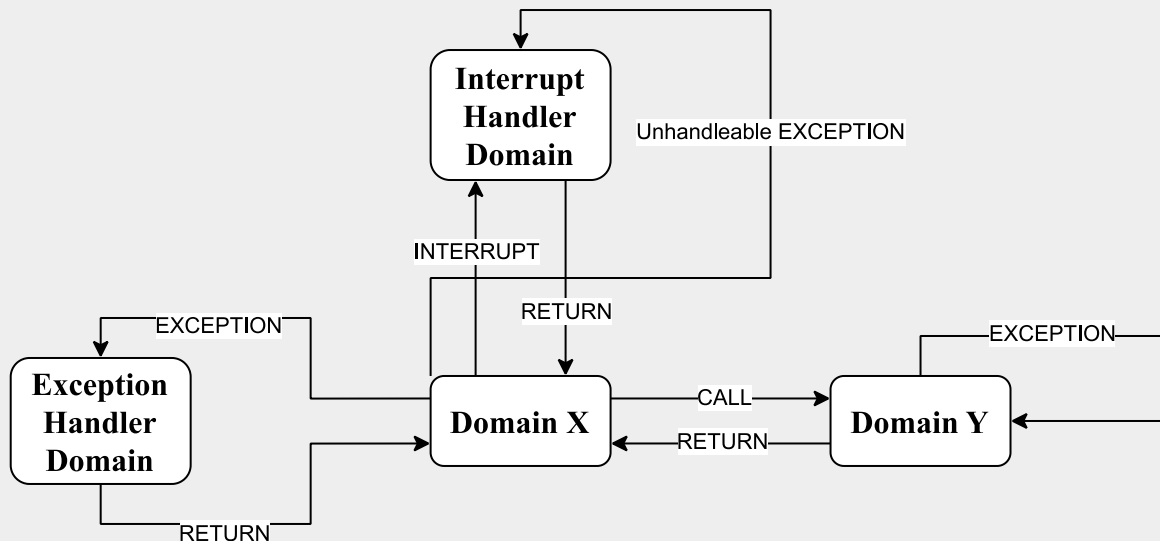 Interrupt
Handler
Domain
Unhandleable EXCEPTION
INTERRUPT
RETURN
EXCEPTION
EXCEPTION
Exception
Handler
Domain
Domain X
CALL
RETURN
Domain Y
RETURN